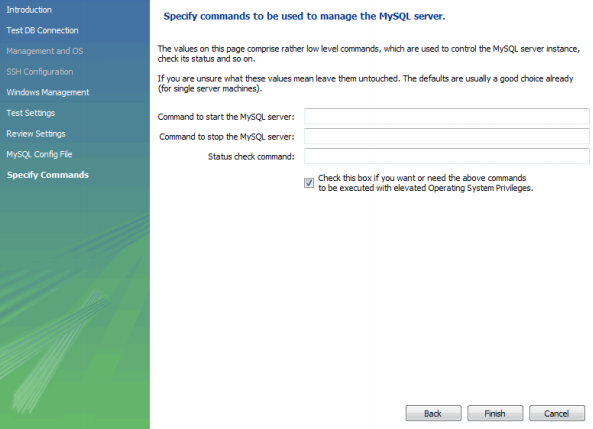 Introduction
Test DB Connection
Management and OS
SSH Configuration
Windows Management
Test Settings
Review Settings
MySQL Config File
Specify Commands
Specify commands to be used to manage the MySQL server.
The values on this page comprise rather low level commands, which are used to control the MySQL server instance,
check its status and so on.
If you are unsure what these values mean leave them untouched. The defaults are usually a good choice already
(for single server machines).
Command to start the MySQL server:
Command to stop the MySQL server:
Status check command:
Check this box if you want or need the above commands
to be executed with elevated Operating System Privileges.
Back
Finish
Cancel